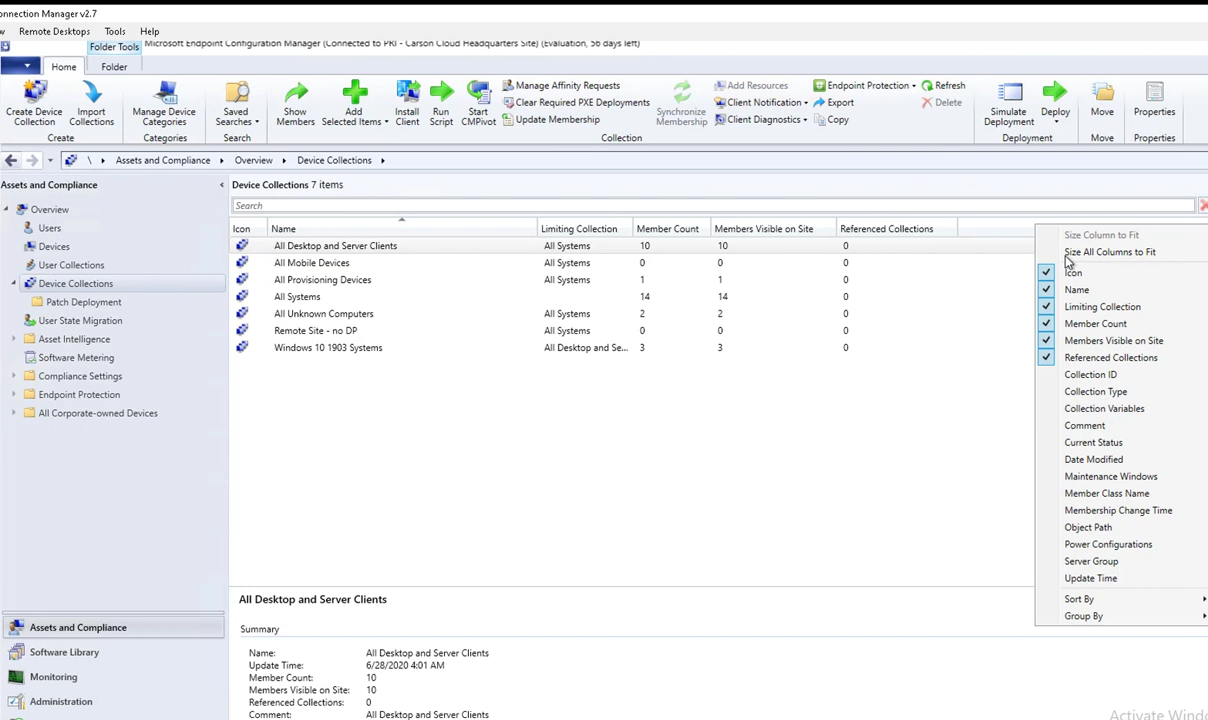 onnection Manager v2.7
w Remote Desktops Tools Help
Folder Tools Microsoft Endpoint Configuration Manager (Connected to PRI - Carson Cloud Headquarters Site) (Evaluation, 56 days left)
Home Folder
Create Device Collection
Import Collections
Create
Manage Device Categories
Categories
Saved Searches
Search
Show Members
Add Selected Items
Install Client
Run Script
Start CMPivot
Manage Affinity Requests
Clear Required PXE Deployments
Update Membership
Synchronize Membership
Add Resources
Client Notification
Client Diagnostics
Endpoint Protection
Export
Copy
Refresh
Delete
Collection
Simulate Deployment
Deploy
Deployment
Move
Move
Properties
Properties
\ Assets and Compliance Overview Device Collections
Assets and Compliance
Overview
Users
Devices
User Collections
Device Collections
Patch Deployment
User State Migration
Asset Intelligence
Software Metering
Compliance Settings
Endpoint Protection
All Corporate-owned Devices
Assets and Compliance
Software Library
Monitoring
Administration
Device Collections 7 items
Search
Icon Name Limiting Collection Member Count Members Visible on Site Referenced Collections
All Desktop and Server Clients All Systems 10 10 0
All Mobile Devices All Systems 0 0 0
All Provisioning Devices All Systems 1 1 0
All Systems 14 14 0
All Unknown Computers All Systems 2 2 0
Remote Site - no DP All Systems 0 0 0
Windows 10 1903 Systems All Desktop and Se... 3 3 0
Size Column to Fit
Size All Columns to Fit
Icon
Name
Limiting Collection
Member Count
Members Visible on Site
Referenced Collections
Collection ID
Collection Type
Collection Variables
Comment
Current Status
Date Modified
Maintenance Windows
Member Class Name
Membership Change Time
Object Path
Power Configurations
Server Group
Update Time
Sort By
Group By
All Desktop and Server Clients
Summary
Name: All Desktop and Server Clients
Update Time: 6/28/2020 4:01 AM
Member Count: 10
Members Visible on Site: 10
Referenced Collections: 0
Comment: All Desktop and Server Clients
Activate Windo